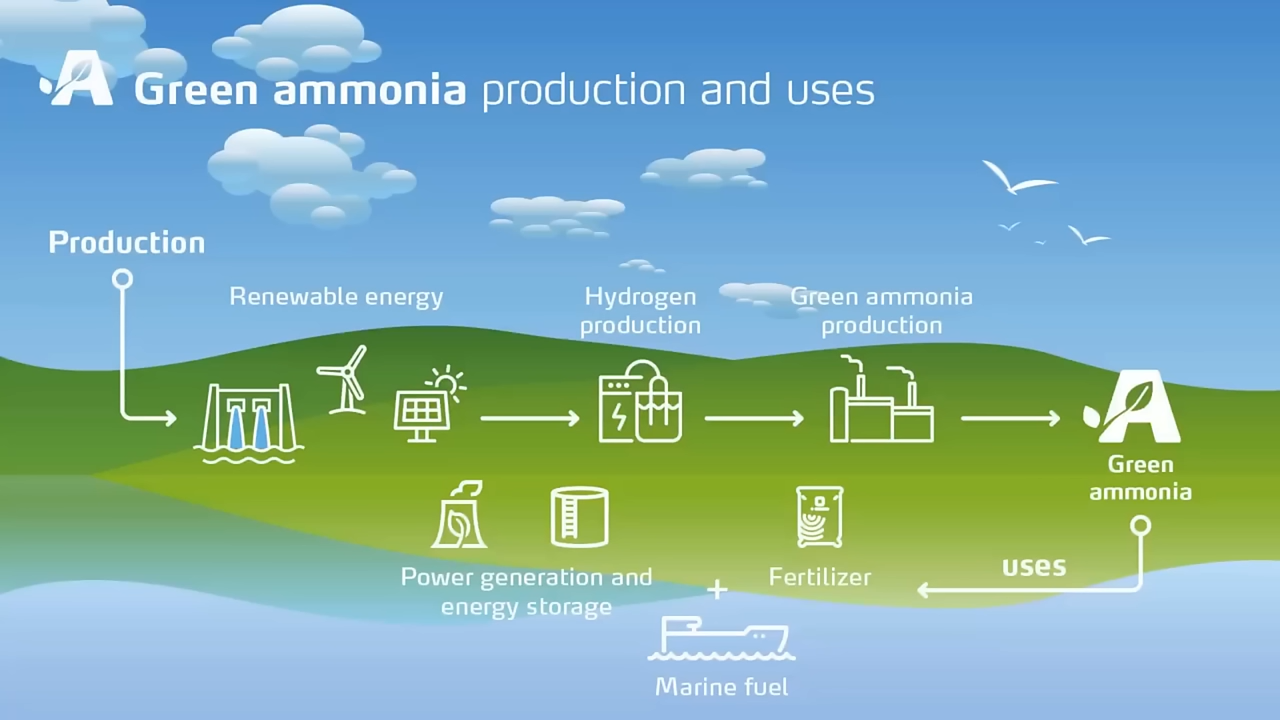 Green ammonia production and uses
Production
Renewable energy
Hydrogen
production
Green ammonia
production
Green
ammonia
uses
Power generation and
energy storage
+
Fertilizer
Marine fuel